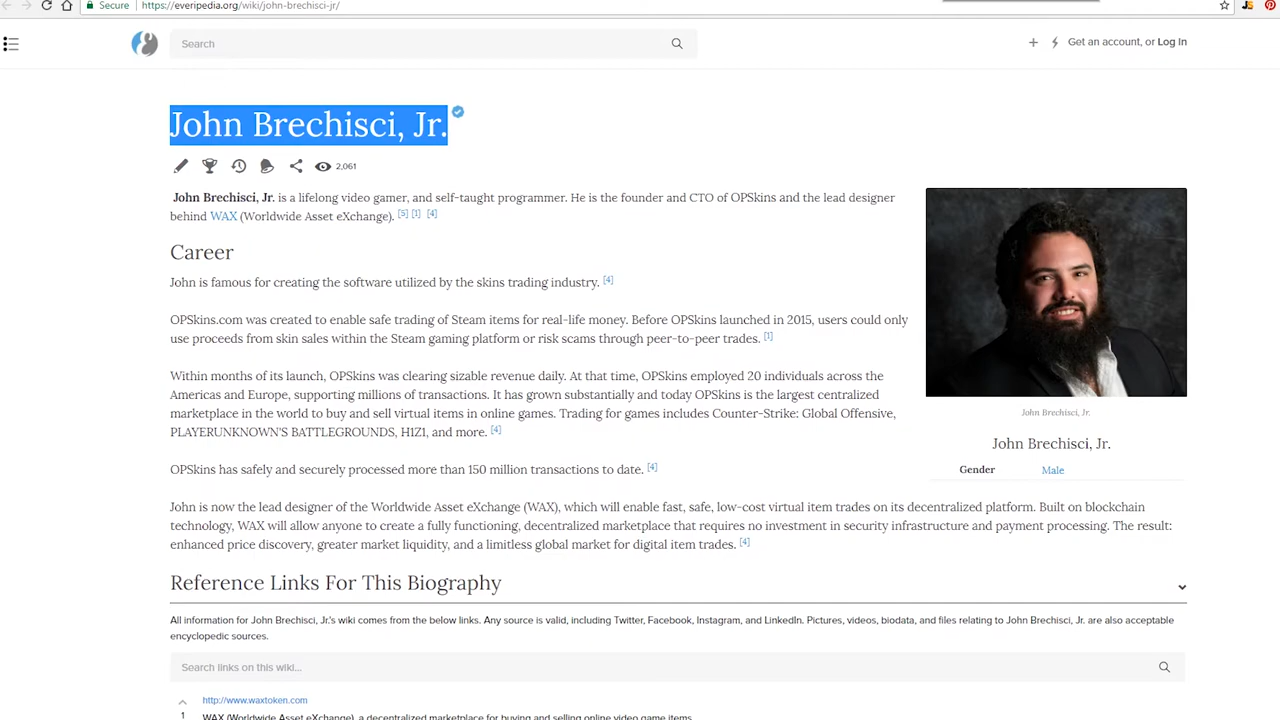 Secure https://everipedia.org/wiki/john-brechisci-jr/
JS
Search
Get an account, or Log In
John Brechisci, Jr.
2,061
John Brechisci, Jr. is a lifelong video gamer, and self-taught programmer. He is the founder and CTO of OPSkins and the lead designer
behind WAX (Worldwide Asset eXchange). [5] [1] [4]
Career
John is famous for creating the software utilized by the skins trading industry. [4]
OPSkins.com was created to enable safe trading of Steam items for real-life money. Before OPSkins launched in 2015, users could only
use proceeds from skin sales within the Steam gaming platform or risk scams through peer-to-peer trades. [1]
Within months of its launch, OPSkins was clearing sizable revenue daily. At that time, OPSkins employed 20 individuals across the
Americas and Europe, supporting millions of transactions. It has grown substantially and today OPSkins is the largest centralized
marketplace in the world to buy and sell virtual items in online games. Trading for games includes Counter-Strike: Global Offensive,
PLAYERUNKNOWN'S BATTLEGROUNDS, H1Z1, and more. [4]
OPSkins has safely and securely processed more than 150 million transactions to date. [4]
John Brechisci, Jr.
John Brechisci, Jr.
Gender Male
John is now the lead designer of the Worldwide Asset eXchange (WAX), which will enable fast, safe, low-cost virtual item trades on its decentralized platform. Built on blockchain
technology, WAX will allow anyone to create a fully functioning, decentralized marketplace that requires no investment in security infrastructure and payment processing. The result:
enhanced price discovery, greater market liquidity, and a limitless global market for digital item trades. [4]
Reference Links For This Biography
All information for John Brechisci, Jr.'s wiki comes from the below links. Any source is valid, including Twitter, Facebook, Instagram, and LinkedIn. Pictures, videos, biodata, and files relating to John Brechisci, Jr. are also acceptable
encyclopedic sources.
Search links on this wiki...
http://www.waxtoken.com
1 WAX (Worldwide Asset eXchange), a decentralized marketplace for buying and selling online video game items